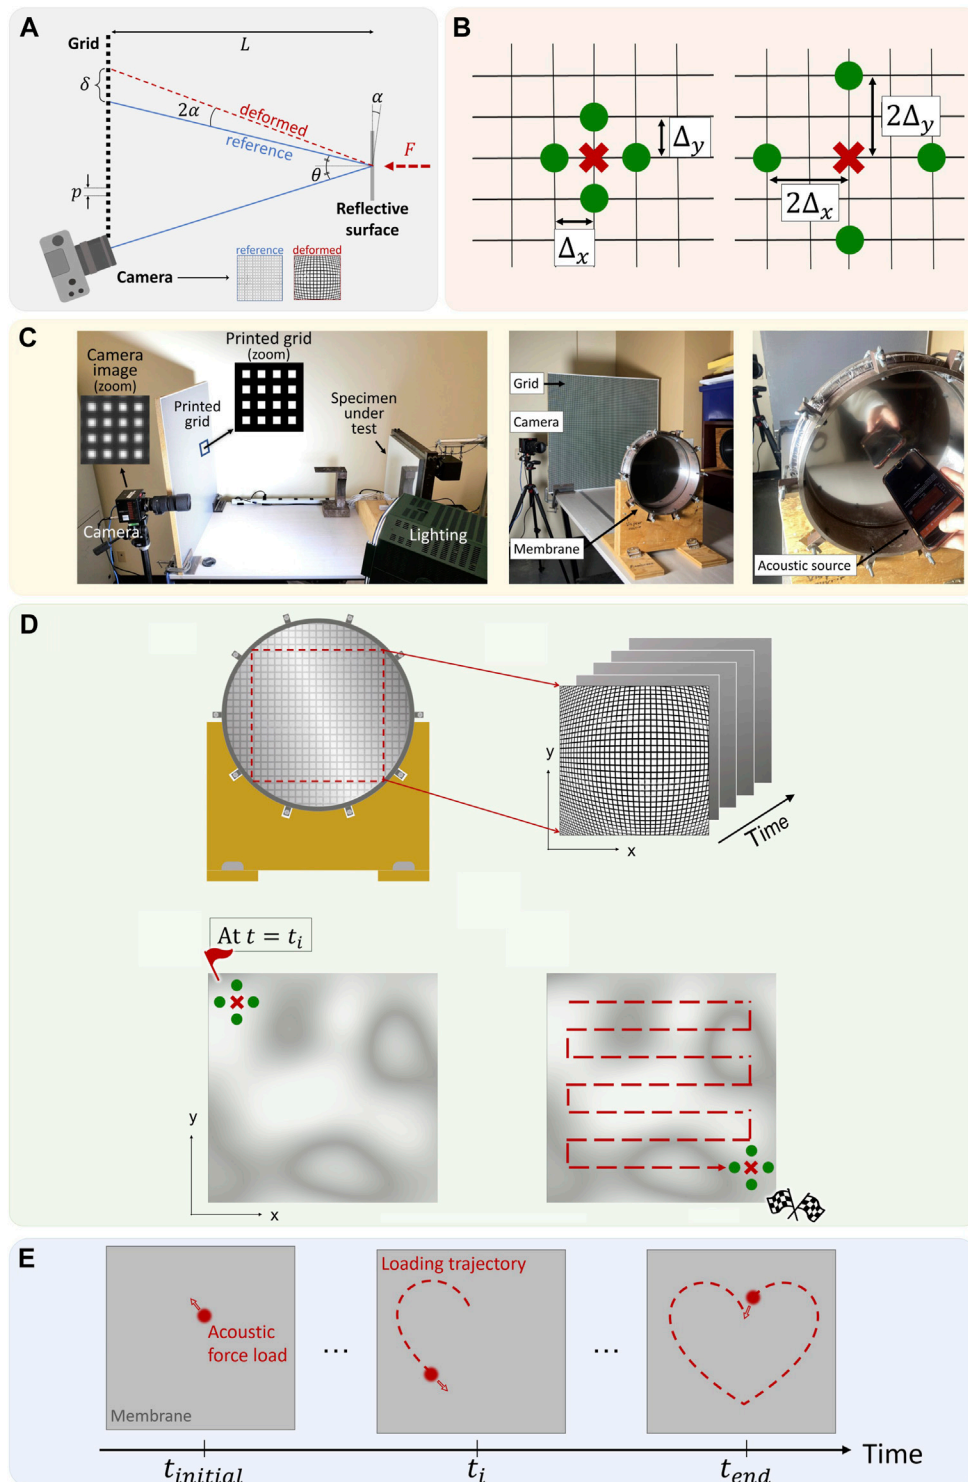 A
Grid
L
δ
2α
deformed
reference
α
θ
F
p
Reflective
surface
Camera
reference
deformed
B
Δy
Δx
2Δy
2Δx
C
Camera
image
(zoom)
Printed
grid
Printed grid
(zoom)
Specimen
under
test
Camera
Lighting
Grid
Camera
Membrane
Acoustic source
D
y
x
Time
At t = ti
y
x
E
Acoustic
force load
Membrane
...
Loading trajectory
...
tinitial
ti
tend
Time